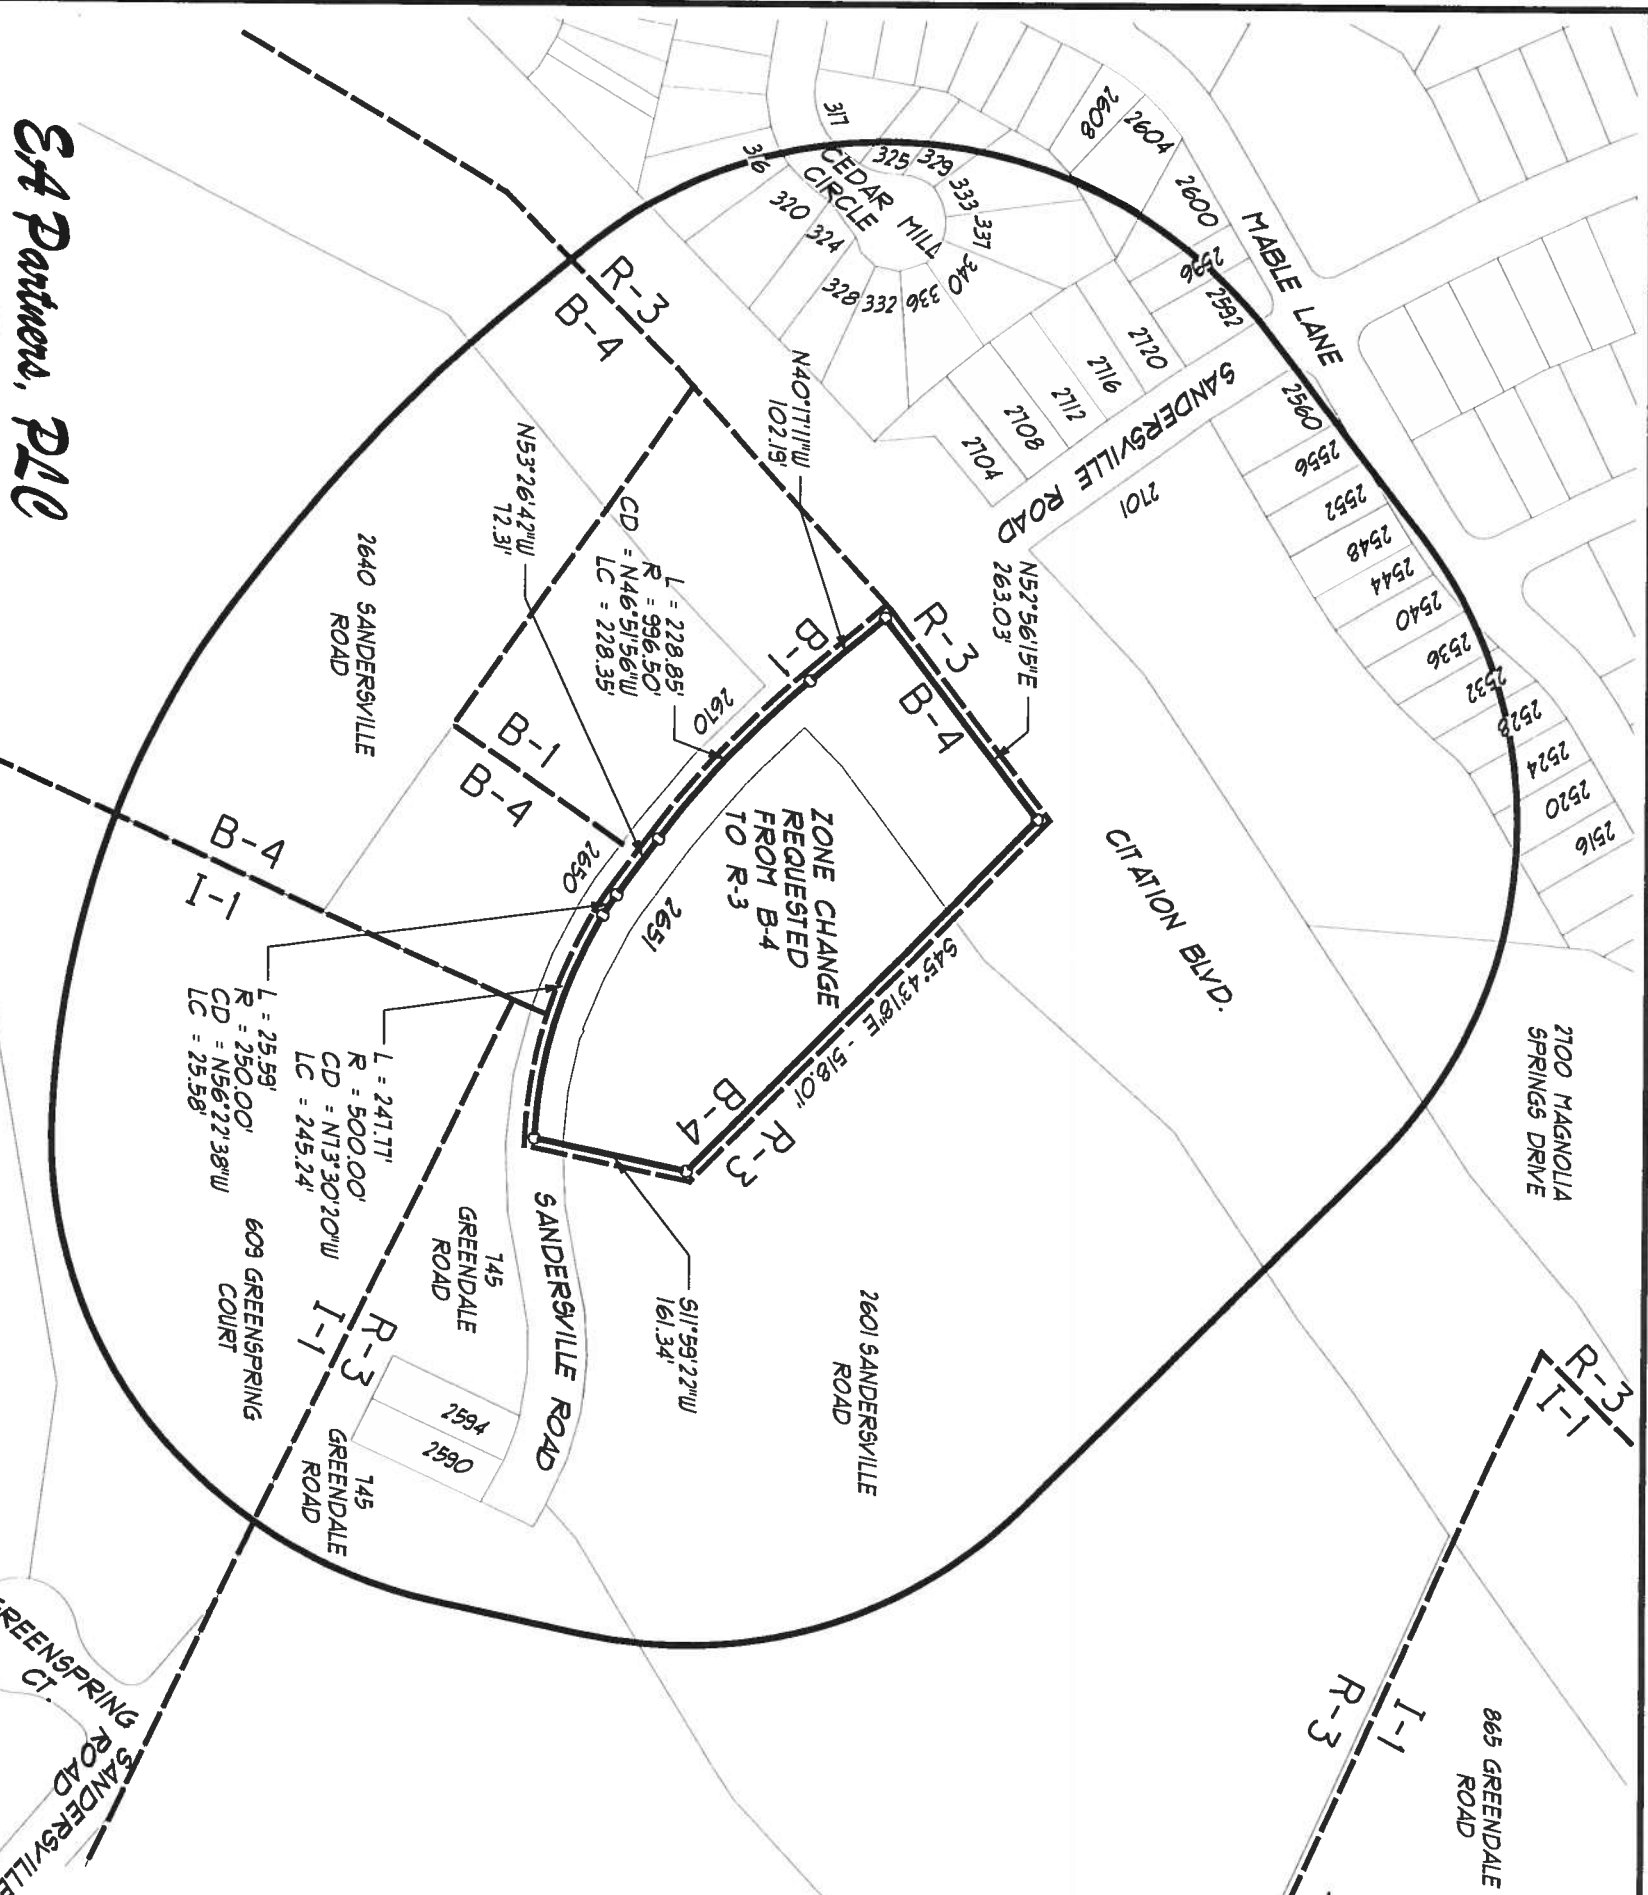 EA Partners, PLC
ZONE CHANGE
REQUESTED
FROM B-4
TO R-3
MABLE LANE
SANDERSVILLE ROAD
CITATION BLVD.
CEDAR MILL
CIRCLE
SANDERSVILLE ROAD
GREENSPRING
CT.
SANDERSVILLE
ROAD
2700 MAGNOLIA
SPRINGS DRIVE
865 GREENDALE
ROAD
2601 SANDERSVILLE
ROAD
2640 SANDERSVILLE
ROAD
745
GREENDALE
ROAD
745
GREENDALE
ROAD
609 GREENSPRING
COURT
N40°17'11"W
102.19'
N52°56'15"E
263.03'
S45°43'18"E - 518.01'
S11°59'22"W
161.34'
N53°26'42"W
72.31'
L = 228.85'
R = 996.50'
CD = N46°51'56"W
LC = 228.35'
L = 25.59'
R = 250.00'
CD = N56°22'38"W
LC = 25.58'
L = 247.77'
R = 500.00'
CD = N73°30'20"W
LC = 245.24'
R-3
B-4
R-3
B-4
B-1
B-1
B-4
B-4
I-1
B-4
R-3
R-3
I-1
R-3
I-1
I-1
R-3
2608
2604
2600
2596
2592
2560
2556
2552
2548
2544
2540
2536
2532
2528
2524
2520
2516
317
325
329
333
337
340
336
332
328
324
320
316
2720
2716
2712
2708
2704
2701
2670
2650
2651
2594
2590